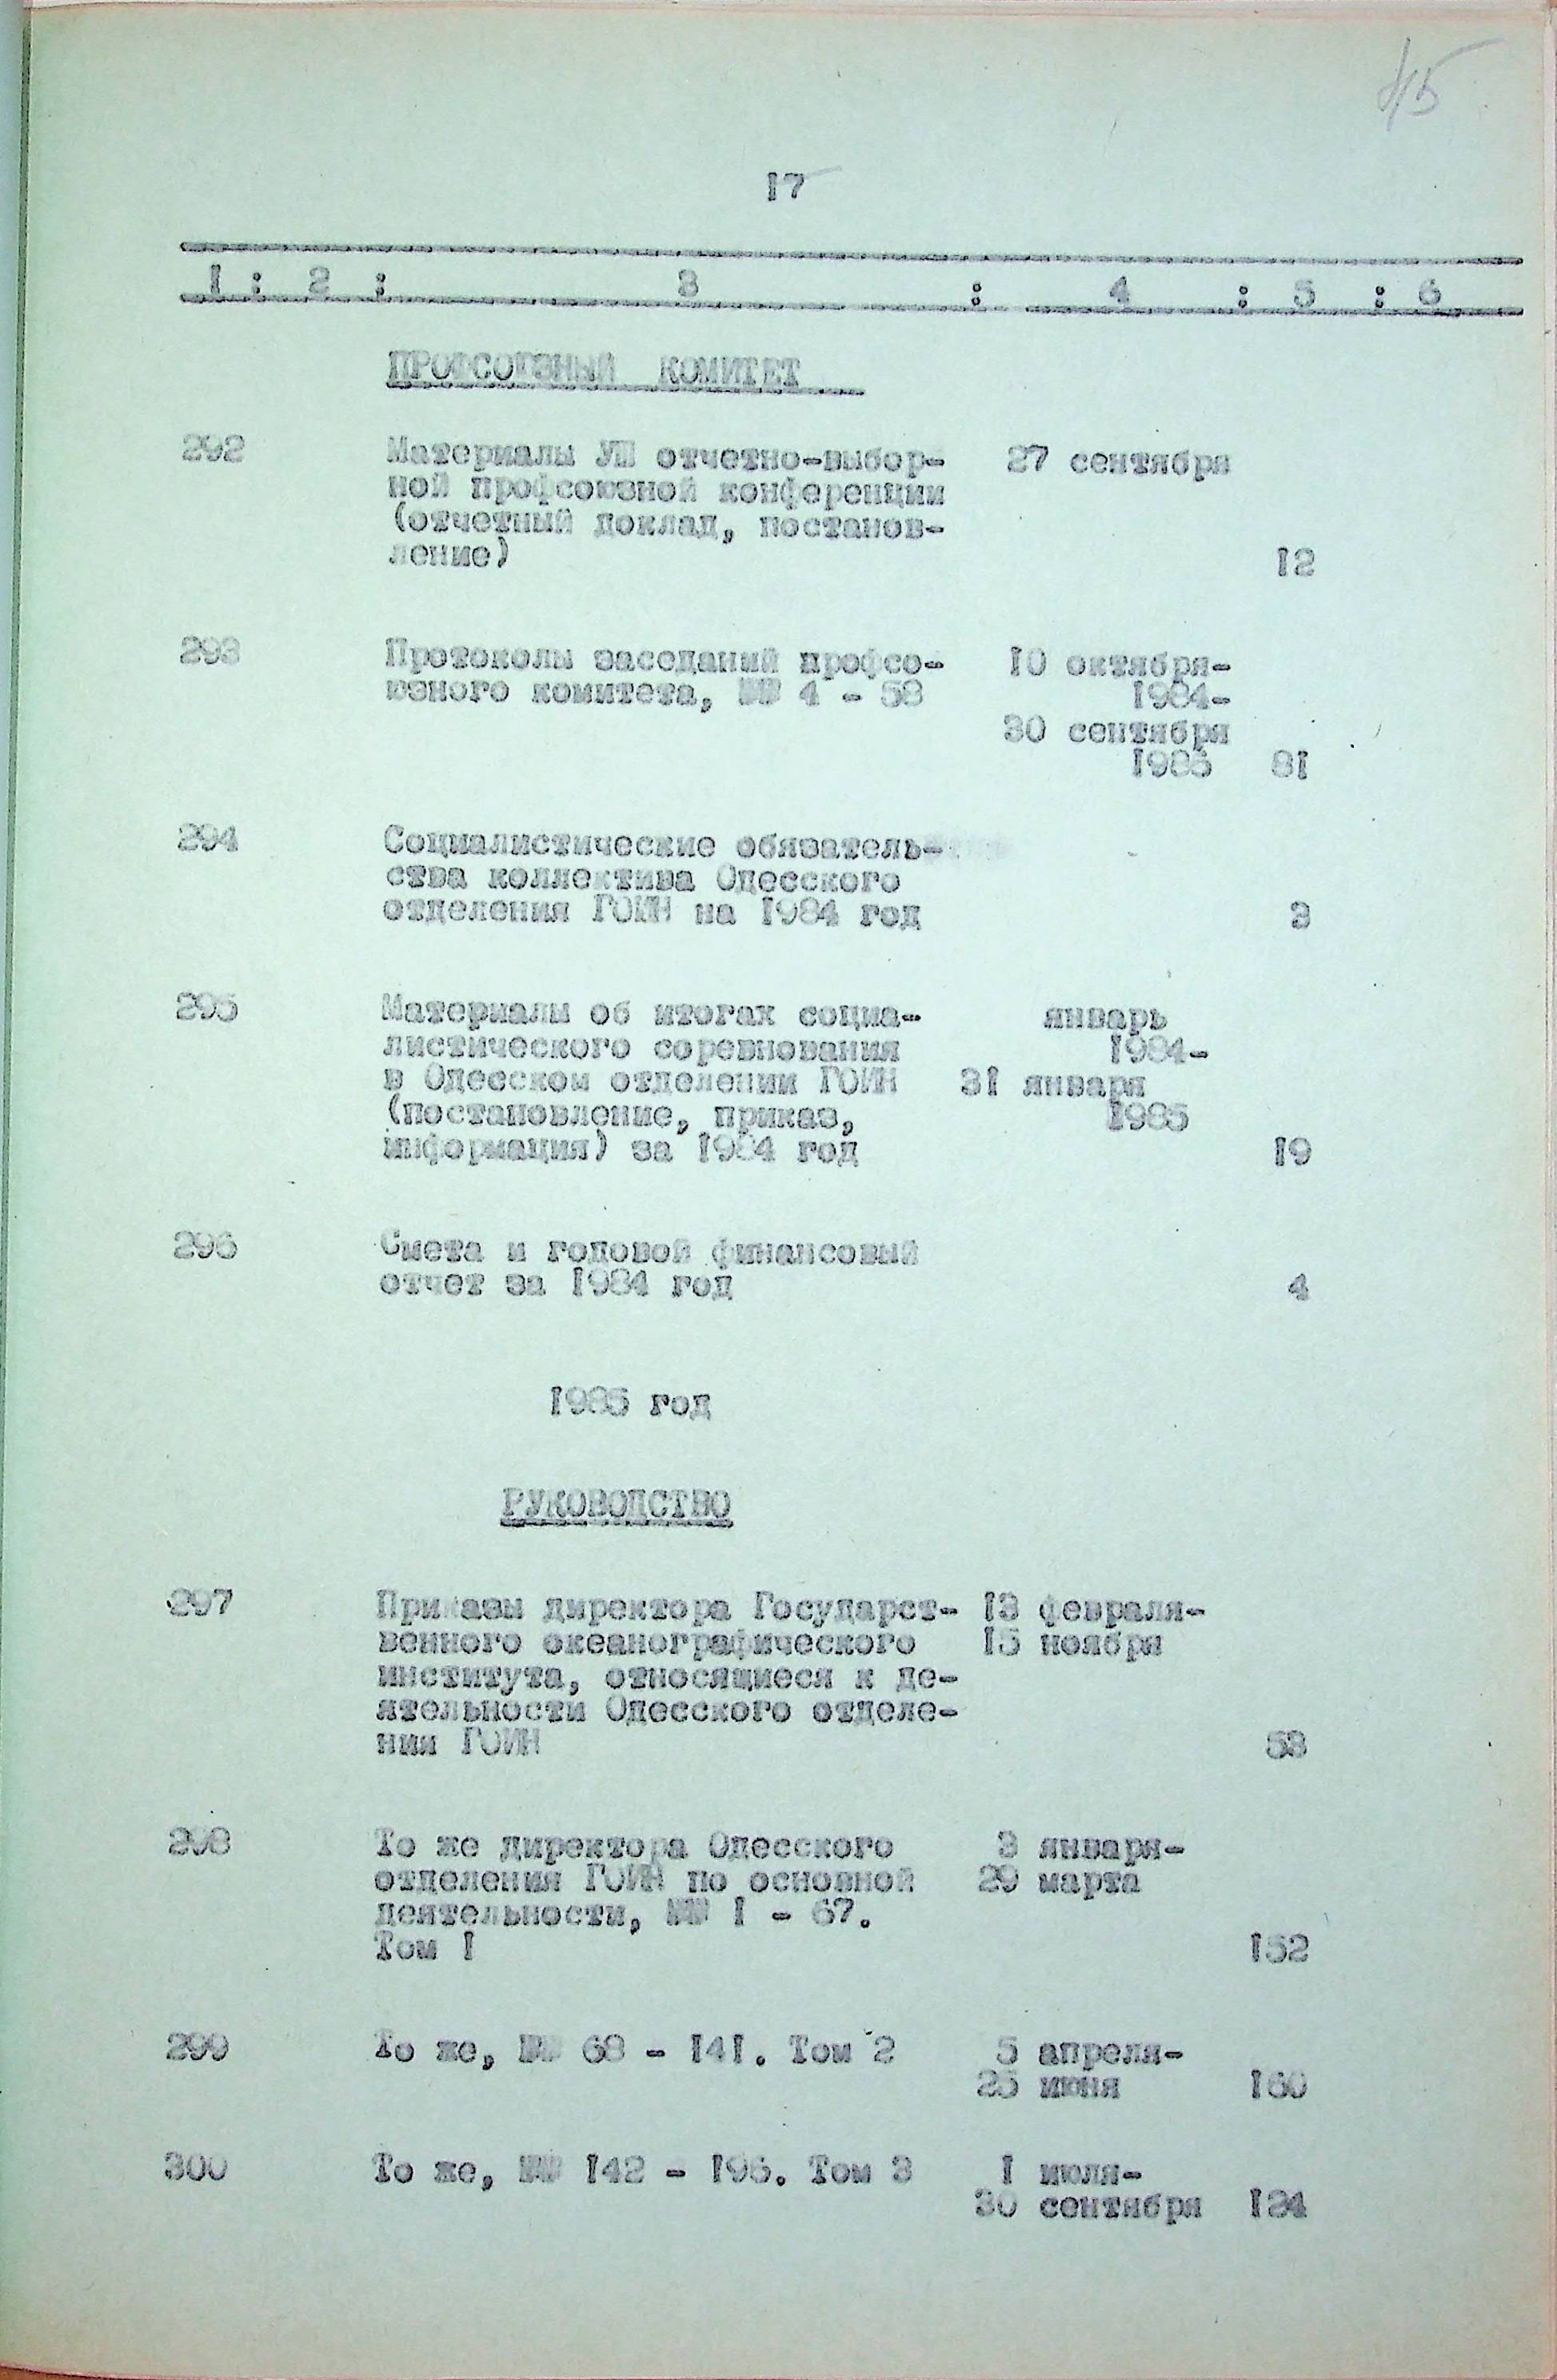 45
17
1 : 2 : 3 : 4 : 5 : 6
ПРОФСОЮЗНЫЙ КОМИТЕТ
292 Материалы УШ отчетно-выбор- 27 сентября
ной профсоюзной конференции
(отчетный доклад, постанов-
ление) 12
293 Протоколы заседаний профсо- 10 октября-
юзного комитета, №№ 4 - 58 1984-
30 сентября
1985 81
294 Социалистические обязатель-
ства коллектива Одесского
отделения ГОИН на 1984 год 3
295 Материалы об итогах социа- январь
листического соревнования 1984-
в Одесском отделении ГОИН 31 января
(постановление, приказ, 1985
информация) за 1984 год 19
296 Смета и годовой финансовый
отчет за 1984 год 4
1985 год
РУКОВОДСТВО
297 Приказы директора Государст- 13 февраля-
венного океанографического 15 ноября
института, относящиеся к де-
ятельности Одесского отделе-
ния ГОИН 53
298 То же директора Одесского 3 января-
отделения ГОИН по основной 29 марта
деятельности, №№ 1 - 67.
Том 1 152
299 То же, №№ 68 - 141. Том 2 5 апреля-
25 июня 160
300 То же, №№ 142 - 196. Том 3 1 июля-
30 сентября